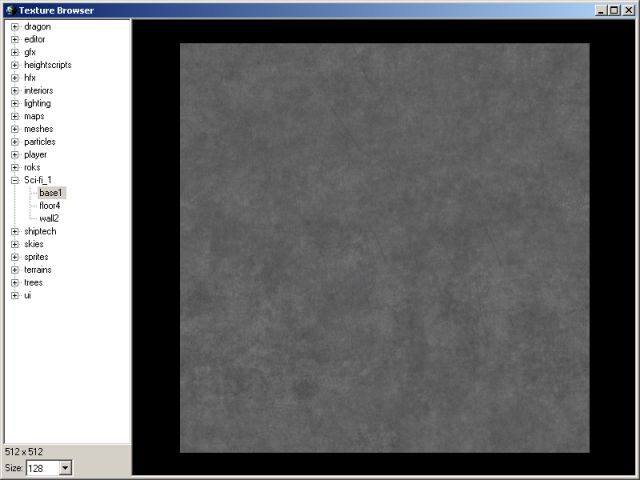 Texture Browser
dragon
editor
gfx
heightscripts
hfx
interiors
lighting
maps
meshes
particles
player
roks
Sci-fi_1
base1
floor4
wall2
shiptech
skies
sprites
terrains
trees
ui
512 x 512
Size: 128